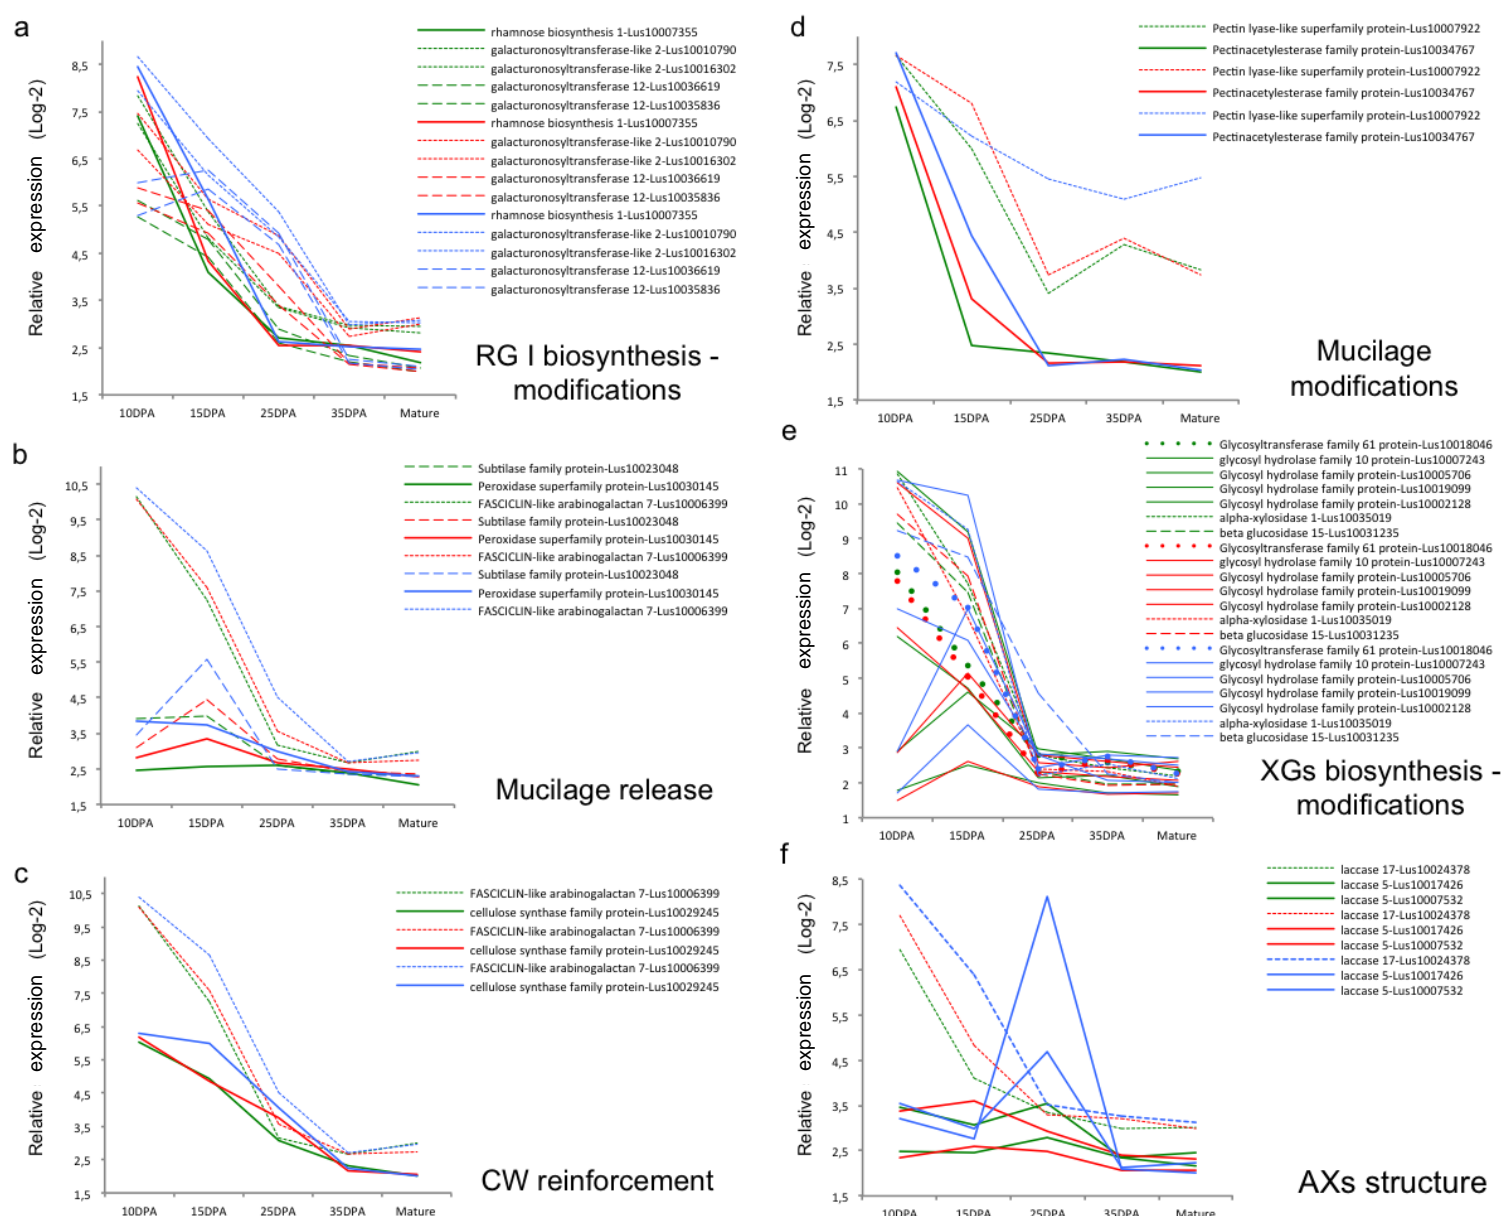 a
Relative expression (Log-2)
8,5
7,5
6,5
5,5
4,5
3,5
2,5
1,5
10DPA 15DPA 25DPA 35DPA Mature
rhamnose biosynthesis 1-Lus10007355
galacturonosyltransferase-like 2-Lus10010790
galacturonosyltransferase-like 2-Lus10016302
galacturonosyltransferase 12-Lus10036619
galacturonosyltransferase 12-Lus10035836
rhamnose biosynthesis 1-Lus10007355
galacturonosyltransferase-like 2-Lus10010790
galacturonosyltransferase-like 2-Lus10016302
galacturonosyltransferase 12-Lus10036619
galacturonosyltransferase 12-Lus10035836
rhamnose biosynthesis 1-Lus10007355
galacturonosyltransferase-like 2-Lus10010790
galacturonosyltransferase-like 2-Lus10016302
galacturonosyltransferase 12-Lus10036619
galacturonosyltransferase 12-Lus10035836
RG I biosynthesis -
modifications
b
Relative expression (Log-2)
10,5
9,5
8,5
7,5
6,5
5,5
4,5
3,5
2,5
1,5
10DPA 15DPA 25DPA 35DPA Mature
Subtilase family protein-Lus10023048
Peroxidase superfamily protein-Lus10030145
FASCICLIN-like arabinogalactan 7-Lus10006399
Subtilase family protein-Lus10023048
Peroxidase superfamily protein-Lus10030145
FASCICLIN-like arabinogalactan 7-Lus10006399
Subtilase family protein-Lus10023048
Peroxidase superfamily protein-Lus10030145
FASCICLIN-like arabinogalactan 7-Lus10006399
Mucilage release
c
Relative expression (Log-2)
10,5
9,5
8,5
7,5
6,5
5,5
4,5
3,5
2,5
1,5
10DPA 15DPA 25DPA 35DPA Mature
FASCICLIN-like arabinogalactan 7-Lus10006399
cellulose synthase family protein-Lus10029245
FASCICLIN-like arabinogalactan 7-Lus10006399
cellulose synthase family protein-Lus10029245
FASCICLIN-like arabinogalactan 7-Lus10006399
cellulose synthase family protein-Lus10029245
CW reinforcement
d
Relative expression (Log-2)
7,5
6,5
5,5
4,5
3,5
2,5
1,5
10DPA 15DPA 25DPA 35DPA Mature
Pectin lyase-like superfamily protein-Lus10007922
Pectinacetylesterase family protein-Lus10034767
Pectin lyase-like superfamily protein-Lus10007922
Pectinacetylesterase family protein-Lus10034767
Pectin lyase-like superfamily protein-Lus10007922
Pectinacetylesterase family protein-Lus10034767
Mucilage
modifications
e
Relative expression (Log-2)
11
10
9
8
7
6
5
4
3
2
1
10DPA 15DPA 25DPA 35DPA Mature
Glycosyltransferase family 61 protein-Lus10018046
glycosyl hydrolase family 10 protein-Lus10007243
Glycosyl hydrolase family protein-Lus10005706
Glycosyl hydrolase family protein-Lus10019099
Glycosyl hydrolase family protein-Lus10002128
alpha-xylosidase 1-Lus10035019
beta glucosidase 15-Lus10031235
Glycosyltransferase family 61 protein-Lus10018046
glycosyl hydrolase family 10 protein-Lus10007243
Glycosyl hydrolase family protein-Lus10005706
Glycosyl hydrolase family protein-Lus10019099
Glycosyl hydrolase family protein-Lus10002128
alpha-xylosidase 1-Lus10035019
beta glucosidase 15-Lus10031235
Glycosyltransferase family 61 protein-Lus10018046
glycosyl hydrolase family 10 protein-Lus10007243
Glycosyl hydrolase family protein-Lus10005706
Glycosyl hydrolase family protein-Lus10019099
Glycosyl hydrolase family protein-Lus10002128
alpha-xylosidase 1-Lus10035019
beta glucosidase 15-Lus10031235
XGs biosynthesis -
modifications
f
Relative expression (Log-2)
8,5
7,5
6,5
5,5
4,5
3,5
2,5
1,5
10DPA 15DPA 25DPA 35DPA Mature
laccase 17-Lus10024378
laccase 5-Lus10017426
laccase 5-Lus10007532
laccase 17-Lus10024378
laccase 5-Lus10017426
laccase 5-Lus10007532
laccase 17-Lus10024378
laccase 5-Lus10017426
laccase 5-Lus10007532
AXs structure